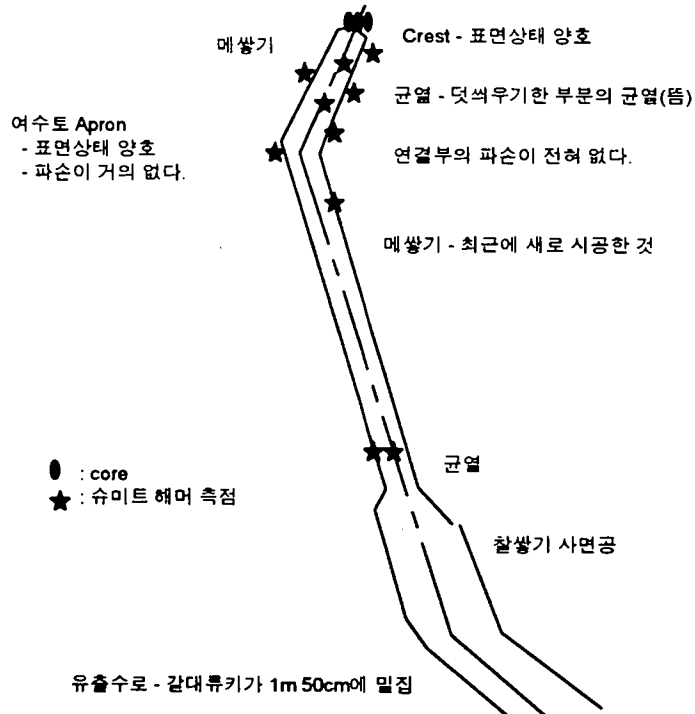 메쌓기
Crest - 표면상태 양호
균열 - 덧씌우기한 부분의 균열(뜸)
여수토 Apron
- 표면상태 양호
- 파손이 거의 없다.
연결부의 파손이 전혀 없다.
메쌓기 - 최근에 새로 시공한 것
균열
: core
: 슈미트 해머 측점
찰쌓기 사면공
유출수로 - 갈대류키가 1m 50cm에 밀집